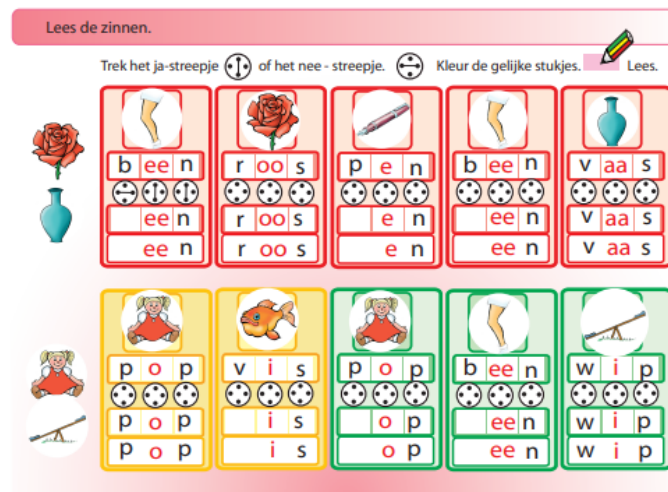 Lees de zinnen.
Trek het ja-streepje of het nee - streepje. Kleur de gelijke stukjes. Lees.
b ee n r oo s p e n b ee n v aa s
ee n r oo s e n ee n v aa s
ee n r oo s e n ee n v aa s
p o p v i s p o p b ee n w i p
p o p i s o p ee n w i p
p o p i s o p ee n w i p